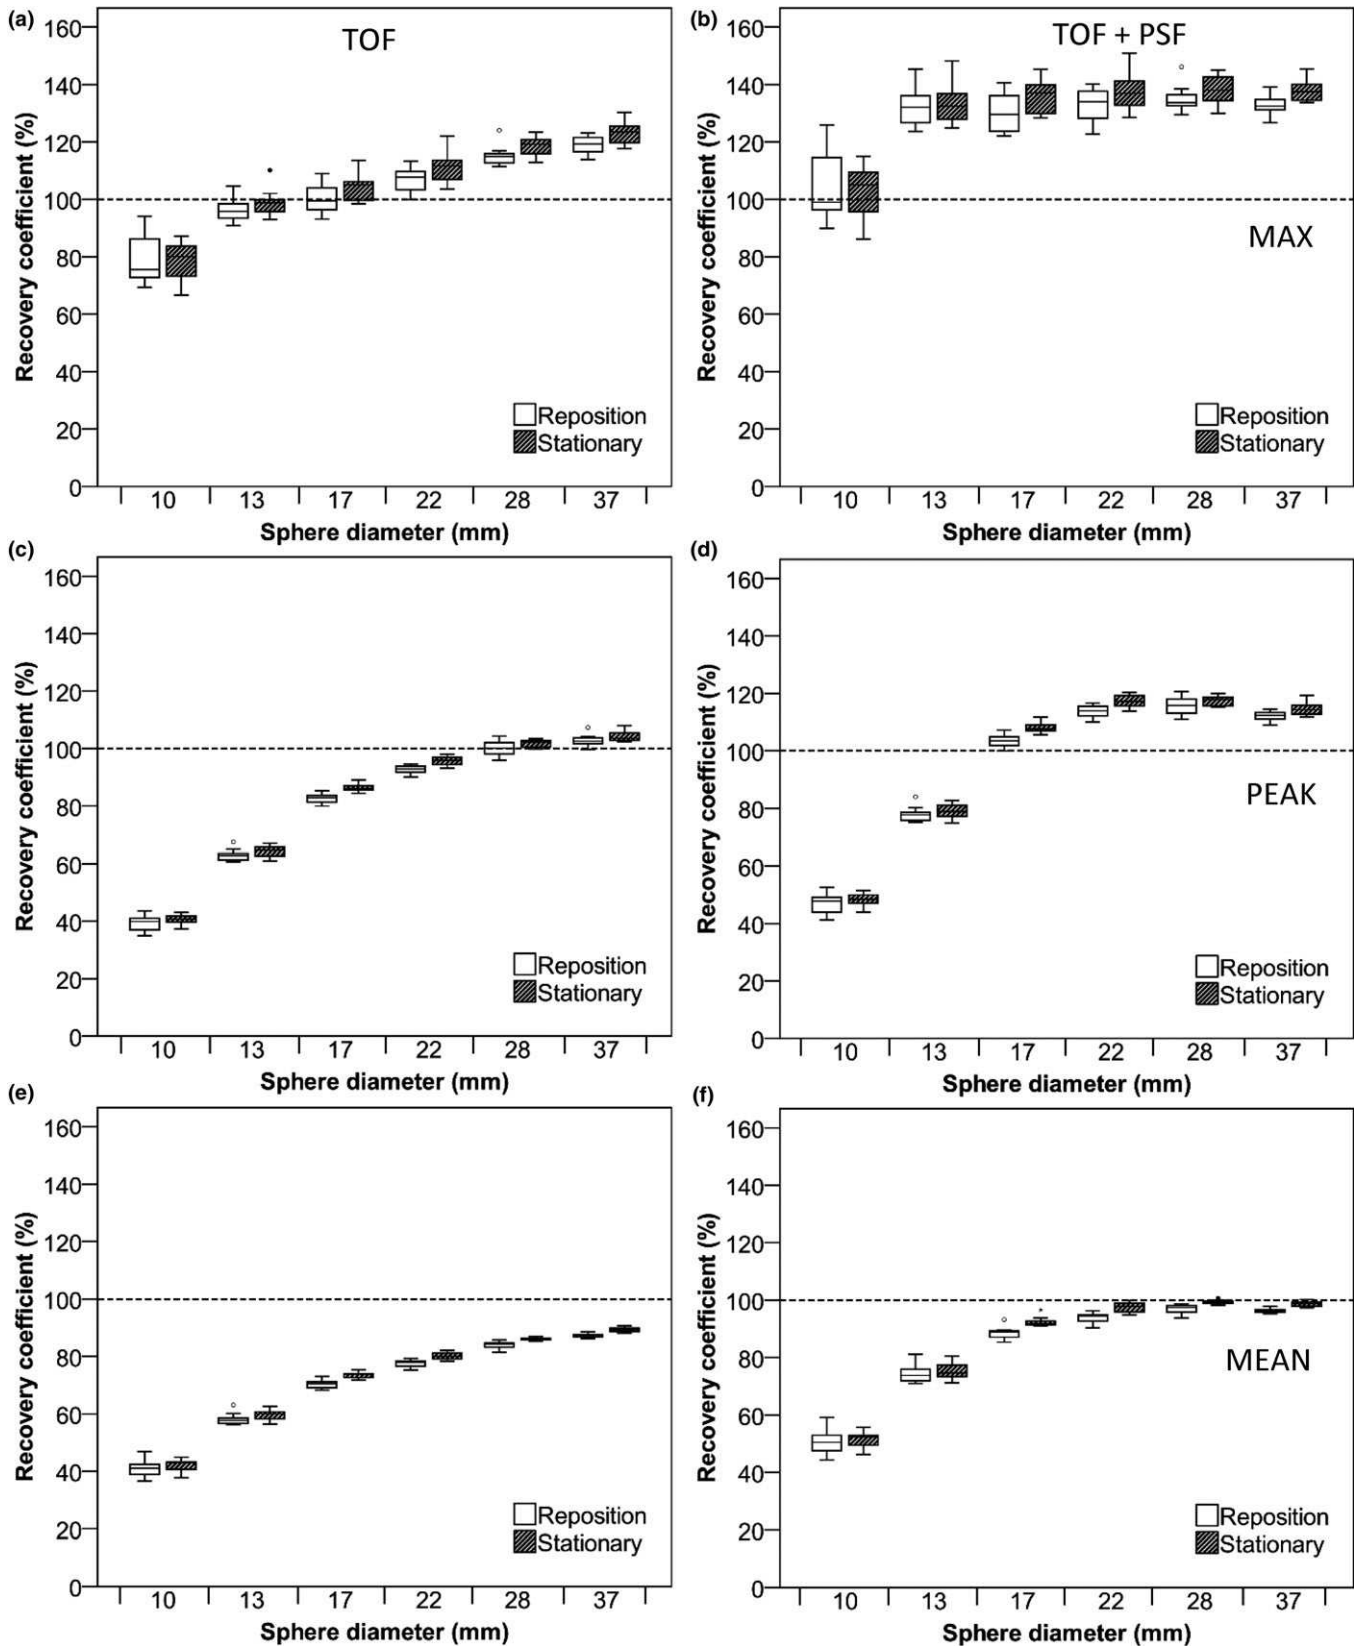 (a)
TOF
Recovery coefficient (%)
160
140
120
100
80
60
40
20
0
Reposition
Stationary
10 13 17 22 28 37
Sphere diameter (mm)
(b)
TOF + PSF
Recovery coefficient (%)
160
140
120
100
80
60
40
20
0
MAX
Reposition
Stationary
10 13 17 22 28 37
Sphere diameter (mm)
(c)
Recovery coefficient (%)
160
140
120
100
80
60
40
20
0
Reposition
Stationary
10 13 17 22 28 37
Sphere diameter (mm)
(d)
Recovery coefficient (%)
160
140
120
100
80
60
40
20
0
PEAK
Reposition
Stationary
10 13 17 22 28 37
Sphere diameter (mm)
(e)
Recovery coefficient (%)
160
140
120
100
80
60
40
20
0
Reposition
Stationary
10 13 17 22 28 37
Sphere diameter (mm)
(f)
Recovery coefficient (%)
160
140
120
100
80
60
40
20
0
MEAN
Reposition
Stationary
10 13 17 22 28 37
Sphere diameter (mm)